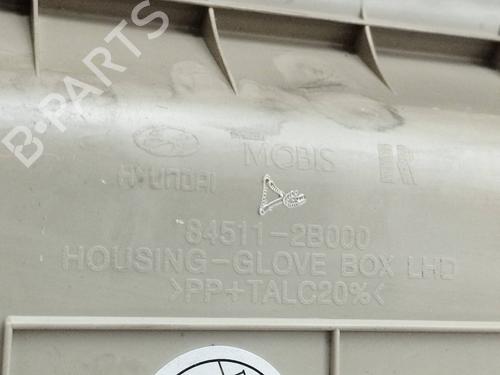 B-PARTS
HYUNDAI MOBIS
84511-2B000
HOUSING-GLOVE BOX LHD
>PP+TALC20%<